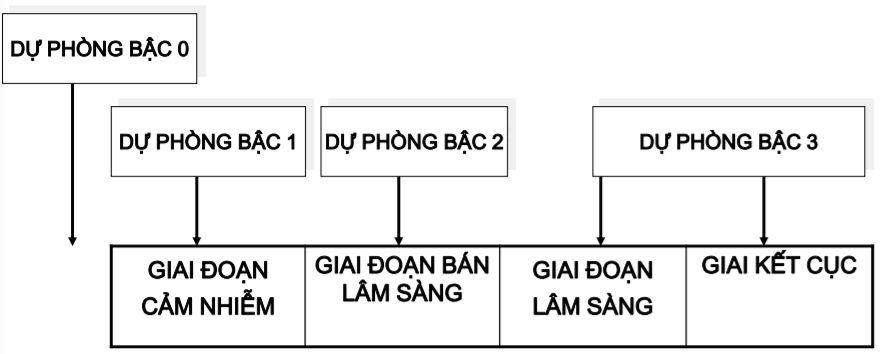 DỰ PHÒNG BẬC 0
DỰ PHÒNG BẬC 1
DỰ PHÒNG BẬC 2
DỰ PHÒNG BẬC 3
GIAI ĐOẠN
CẢM NHIỄM
GIAI ĐOẠN BÁN
LÂM SÀNG
GIAI ĐOẠN
LÂM SÀNG
GIAI KẾT CỤC